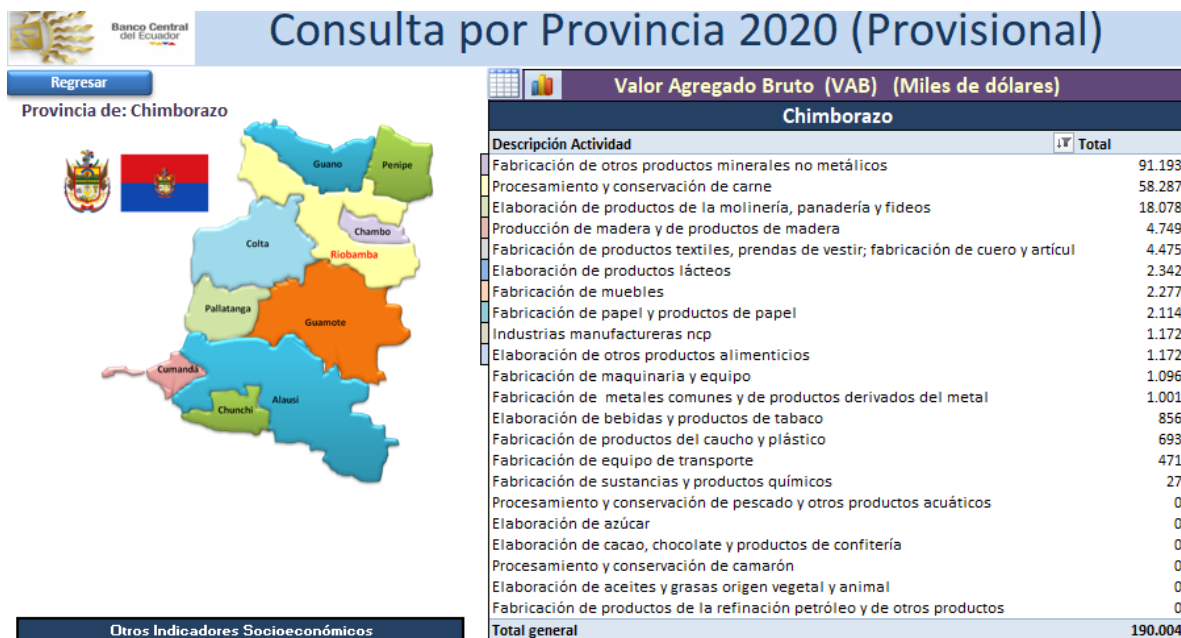 Banco Central
del Ecuador
Consulta por Provincia 2020 (Provisional)
Regresar
Provincia de: Chimborazo
Guano
Penipe
Chambo
Colta
Riobamba
Pallatanga
Guamote
Cumandá
Alausí
Chunchi
Otros Indicadores Socioeconómicos
Valor Agregado Bruto (VAB) (Miles de dólares)
Chimborazo
Descripción Actividad Total
Fabricación de otros productos minerales no metálicos 91.193
Procesamiento y conservación de carne 58.287
Elaboración de productos de la molinería, panadería y fideos 18.078
Producción de madera y de productos de madera 4.749
Fabricación de productos textiles, prendas de vestir; fabricación de cuero y artícul 4.475
Elaboración de productos lácteos 2.342
Fabricación de muebles 2.277
Fabricación de papel y productos de papel 2.114
Industrias manufactureras ncp 1.172
Elaboración de otros productos alimenticios 1.172
Fabricación de maquinaria y equipo 1.096
Fabricación de metales comunes y de productos derivados del metal 1.001
Elaboración de bebidas y productos de tabaco 856
Fabricación de productos del caucho y plástico 693
Fabricación de equipo de transporte 471
Fabricación de sustancias y productos químicos 27
Procesamiento y conservación de pescado y otros productos acuáticos 0
Elaboración de azúcar 0
Elaboración de cacao, chocolate y productos de confitería 0
Procesamiento y conservación de camarón 0
Elaboración de aceites y grasas origen vegetal y animal 0
Fabricación de productos de la refinación petróleo y de otros productos 0
Total general 190.004